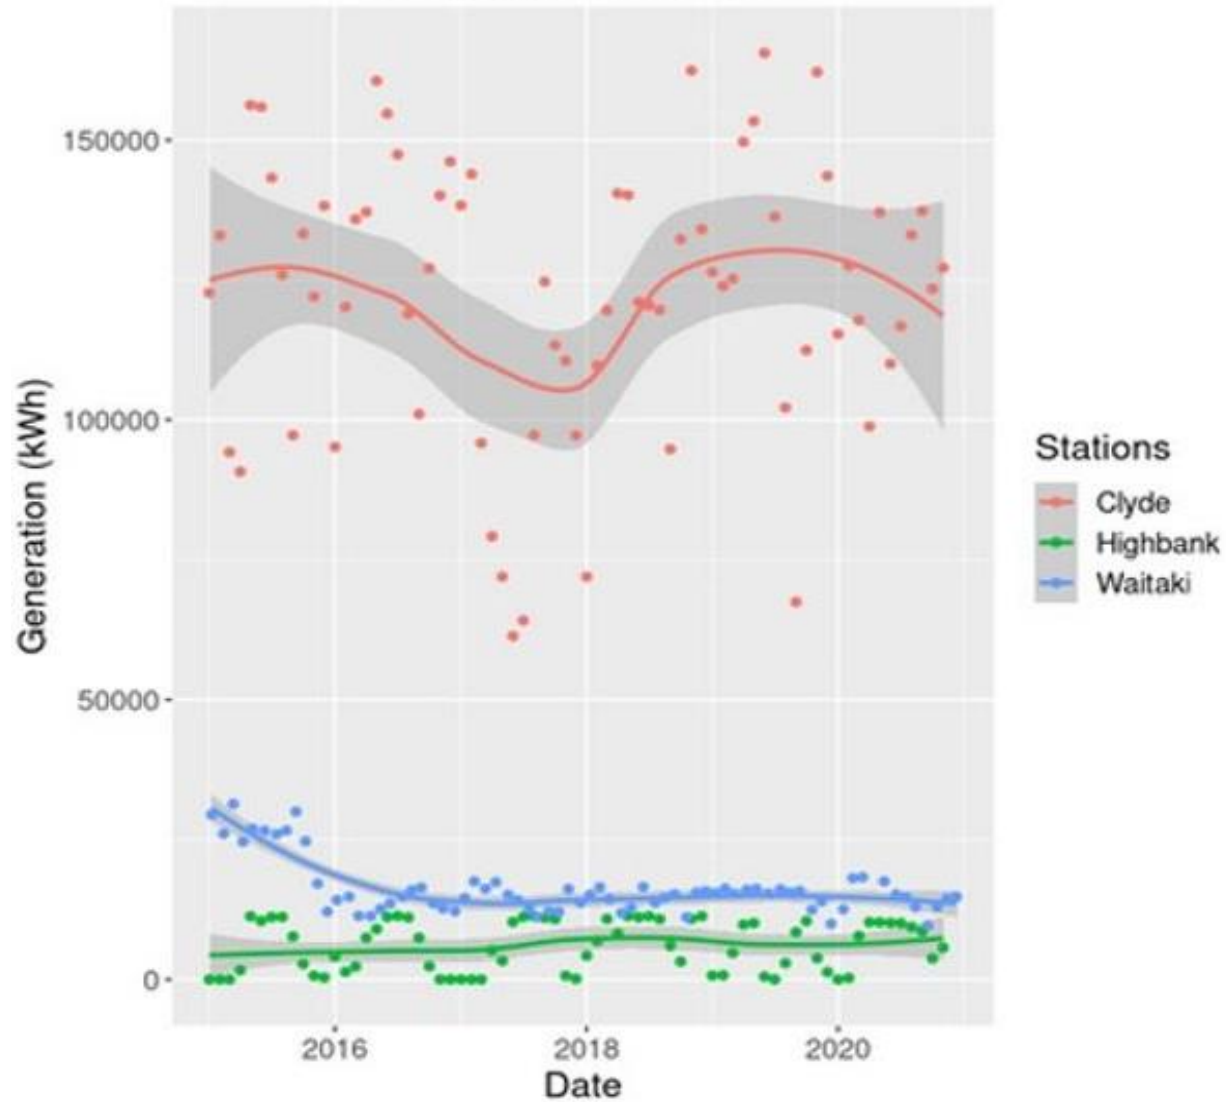 150000
100000
50000
0
Generation (kWh)
2016 2018 2020
Date
Stations
Clyde
Highbank
Waitaki